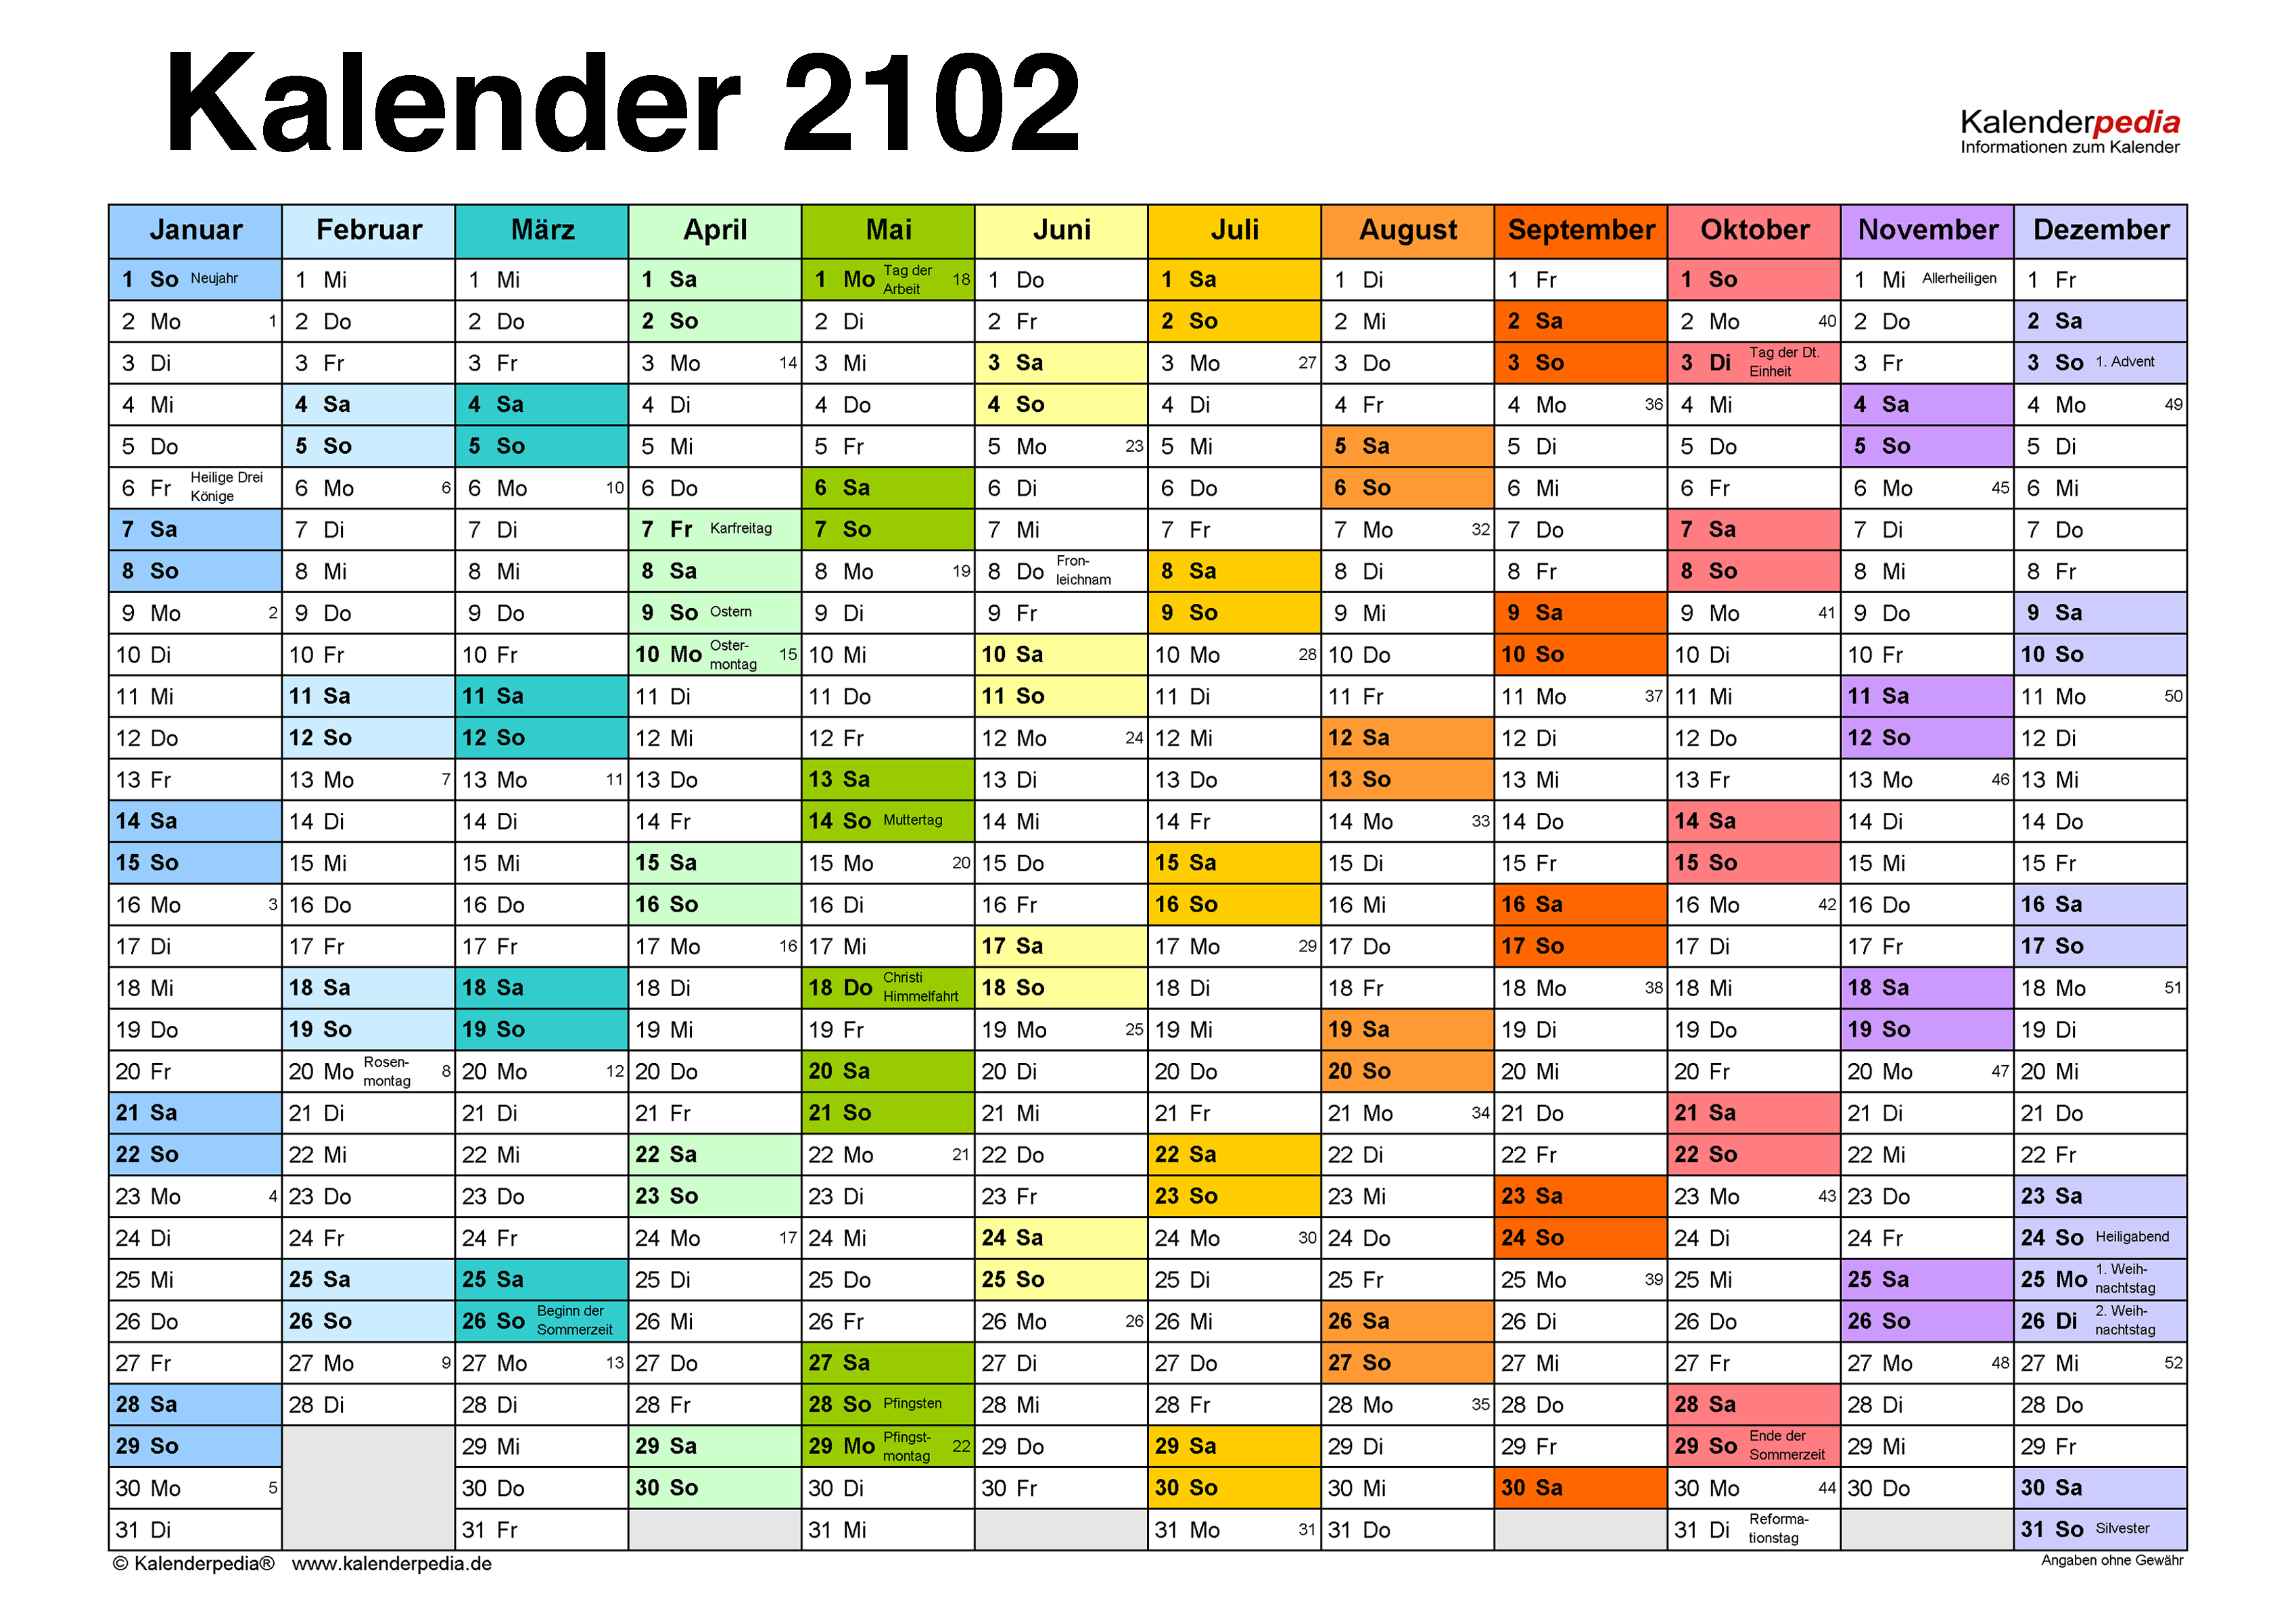 Kalender 2102
Kalenderpedia
Informationen zum Kalender
Januar Februar März April Mai Juni Juli August September Oktober November Dezember
1 So Neujahr 1 Mi 1 Mi 1 Sa 1 Mo Tag der Arbeit 18 1 Do 1 Sa 1 Di 1 Fr 1 So 1 Mi Allerheiligen 1 Fr
2 Mo 1 2 Do 2 Do 2 So 2 Di 2 Fr 2 So 2 Mi 2 Sa 2 Mo 40 2 Do 2 Sa
3 Di 3 Fr 3 Fr 3 Mo 14 3 Mi 3 Sa 3 Mo 27 3 Do 3 So 3 Di Tag der Dt. Einheit 3 Fr 3 So 1. Advent
4 Mi 4 Sa 4 Sa 4 Di 4 Do 4 So 4 Di 4 Fr 4 Mo 36 4 Mi 4 Sa 4 Mo 49
5 Do 5 So 5 So 5 Mi 5 Fr 5 Mo 23 5 Mi 5 Sa 5 Di 5 Do 5 So 5 Di
6 Fr Heilige Drei Könige 6 Mo 6 6 Mo 10 6 Do 6 Sa 6 Di 6 Do 6 So 6 Mi 6 Fr 6 Mo 45 6 Mi
7 Sa 7 Di 7 Di 7 Fr Karfreitag 7 So 7 Mi 7 Fr 7 Mo 32 7 Do 7 Sa 7 Di 7 Do
8 So 8 Mi 8 Mi 8 Sa 8 Mo 19 8 Do Fron- leichnam 8 Sa 8 Di 8 Fr 8 So 8 Mi 8 Fr
9 Mo 2 9 Do 9 Do 9 So Ostern 9 Di 9 Fr 9 So 9 Mi 9 Sa 9 Mo 41 9 Do 9 Sa
10 Di 10 Fr 10 Fr 10 Mo Oster- montag 15 10 Mi 10 Sa 10 Mo 28 10 Do 10 So 10 Di 10 Fr 10 So
11 Mi 11 Sa 11 Sa 11 Di 11 Do 11 So 11 Di 11 Fr 11 Mo 37 11 Mi 11 Sa 11 Mo 50
12 Do 12 So 12 So 12 Mi 12 Fr 12 Mo 24 12 Mi 12 Sa 12 Di 12 Do 12 So 12 Di
13 Fr 13 Mo 7 13 Mo 11 13 Do 13 Sa 13 Di 13 Do 13 So 13 Mi 13 Fr 13 Mo 46 13 Mi
14 Sa 14 Di 14 Di 14 Fr 14 So Muttertag 14 Mi 14 Fr 14 Mo 33 14 Do 14 Sa 14 Di 14 Do
15 So 15 Mi 15 Mi 15 Sa 15 Mo 20 15 Do 15 Sa 15 Di 15 Fr 15 So 15 Mi 15 Fr
16 Mo 3 16 Do 16 Do 16 So 16 Di 16 Fr 16 So 16 Mi 16 Sa 16 Mo 42 16 Do 16 Sa
17 Di 17 Fr 17 Fr 17 Mo 16 17 Mi 17 Sa 17 Mo 29 17 Do 17 So 17 Di 17 Fr 17 So
18 Mi 18 Sa 18 Sa 18 Di 18 Do Christi Himmelfahrt 18 So 18 Di 18 Fr 18 Mo 38 18 Mi 18 Sa 18 Mo 51
19 Do 19 So 19 So 19 Mi 19 Fr 19 Mo 25 19 Mi 19 Sa 19 Di 19 Do 19 So 19 Di
20 Fr 20 Mo Rosen- montag 8 20 Mo 12 20 Do 20 Sa 20 Di 20 Do 20 So 20 Mi 20 Fr 20 Mo 47 20 Mi
21 Sa 21 Di 21 Di 21 Fr 21 So 21 Mi 21 Fr 21 Mo 34 21 Do 21 Sa 21 Di 21 Do
22 So 22 Mi 22 Mi 22 Sa 22 Mo 21 22 Do 22 Sa 22 Di 22 Fr 22 So 22 Mi 22 Fr
23 Mo 4 23 Do 23 Do 23 So 23 Di 23 Fr 23 So 23 Mi 23 Sa 23 Mo 43 23 Do 23 Sa
24 Di 24 Fr 24 Fr 24 Mo 17 24 Mi 24 Sa 24 Mo 30 24 Do 24 So 24 Di 24 Fr 24 So Heiligabend
25 Mi 25 Sa 25 Sa 25 Di 25 Do 25 So 25 Di 25 Fr 25 Mo 39 25 Mi 25 Sa 25 Mo 1. Weih- nachtstag
26 Do 26 So 26 So Beginn der Sommerzeit 26 Mi 26 Fr 26 Mo 26 26 Mi 26 Sa 26 Di 26 Do 26 So 26 Di 2. Weih- nachtstag
27 Fr 27 Mo 9 27 Mo 13 27 Do 27 Sa 27 Di 27 Do 27 So 27 Mi 27 Fr 27 Mo 48 27 Mi 52
28 Sa 28 Di 28 Di 28 Fr 28 So Pfingsten 28 Mi 28 Fr 28 Mo 35 28 Do 28 Sa 28 Di 28 Do
29 So 29 Mi 29 Sa 29 Mo Pfingst- montag 22 29 Do 29 Sa 29 Di 29 Fr 29 So Ende der Sommerzeit 29 Mi 29 Fr
30 Mo 5 30 Do 30 So 30 Di 30 Fr 30 So 30 Mi 30 Sa 30 Mo 44 30 Do 30 Sa
31 Di 31 Fr 31 Mi 31 Mo 31 31 Do 31 Di Reforma- tionstag 31 So Silvester
© Kalenderpedia® www.kalenderpedia.de Angaben ohne Gewähr